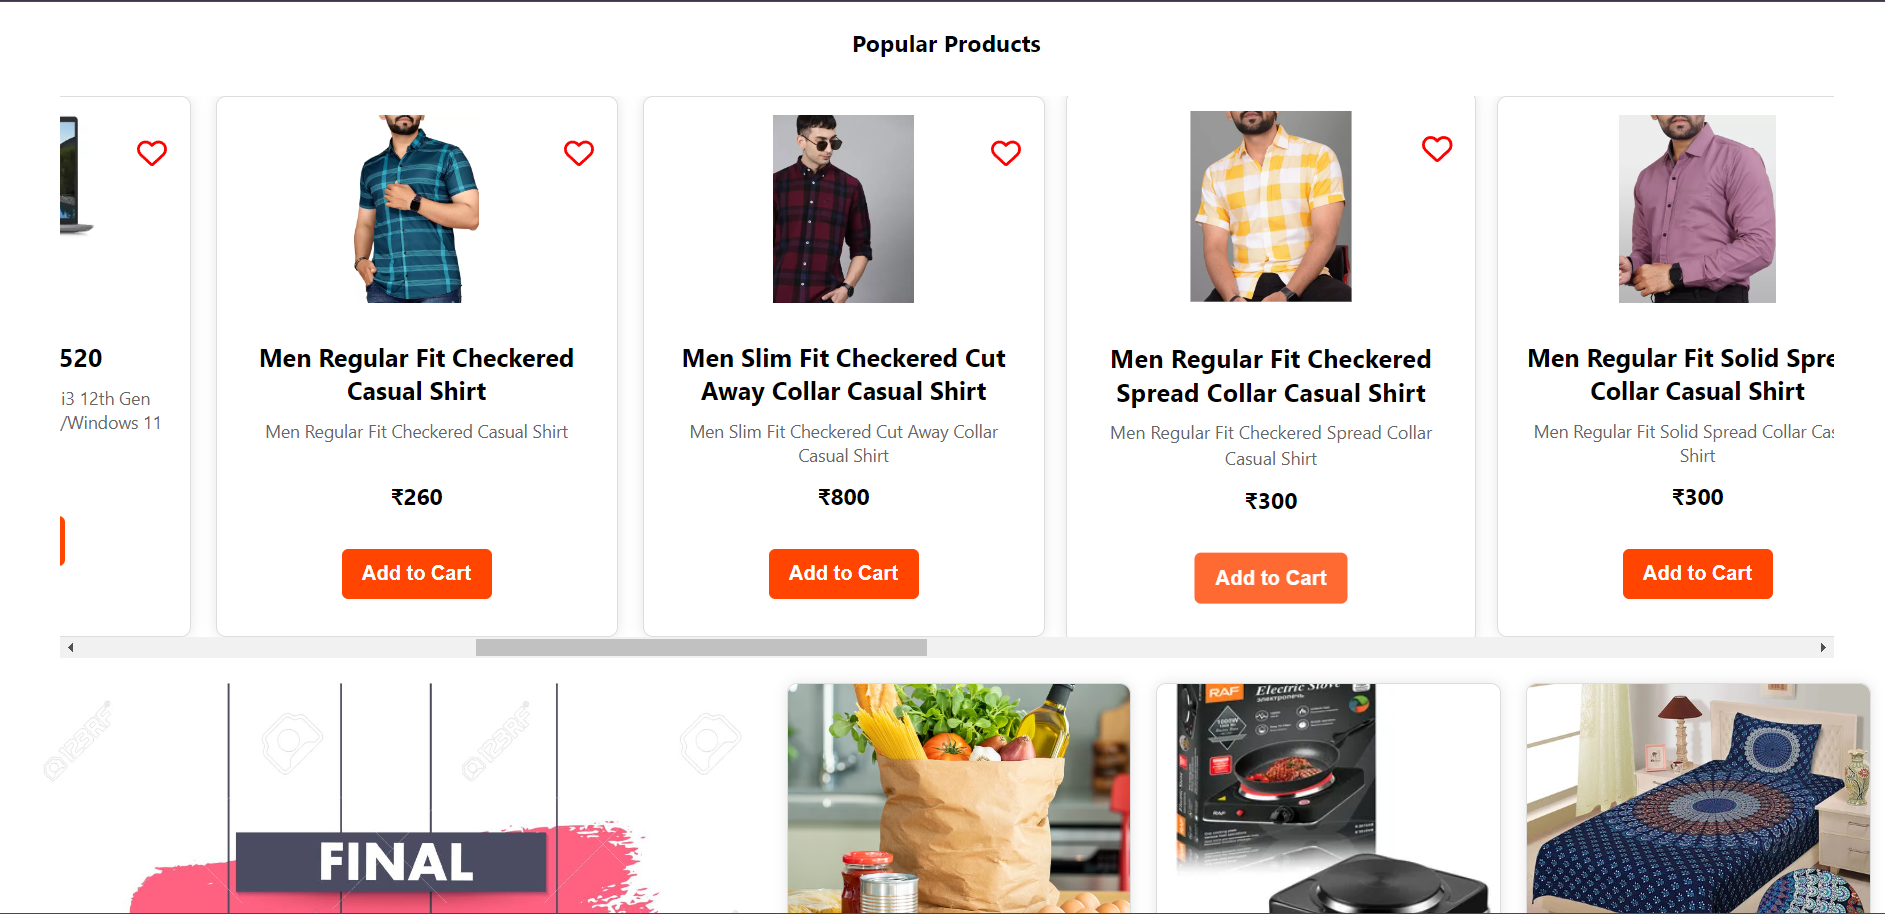 Popular Products
520
i3 12th Gen
/Windows 11
Men Regular Fit Checkered
Casual Shirt
Men Regular Fit Checkered Casual Shirt
₹260
Add to Cart
Men Slim Fit Checkered Cut
Away Collar Casual Shirt
Men Slim Fit Checkered Cut Away Collar
Casual Shirt
₹800
Add to Cart
Men Regular Fit Checkered
Spread Collar Casual Shirt
Men Regular Fit Checkered Spread Collar
Casual Shirt
₹300
Add to Cart
Men Regular Fit Solid Spre
Collar Casual Shirt
Men Regular Fit Solid Spread Collar Cas
Shirt
₹300
Add to Cart
123RF
123RF
FINAL
RAF
Electric Stove
электропечь
1000W
RAF